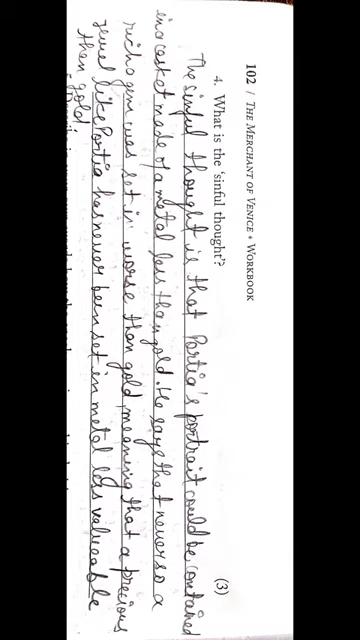 102 / THE MERCHANT OF VENICE • WORKBOOK
4. What is the 'sinful thought'? (3)
The sinful thought is that Portia's portrait could be contained
in a casket made of a metal less than gold. He says that never so a
rich a gem was set in worse than gold, meaning that a precious
jewel like Portia has never been set in metal less valueable
then gold.